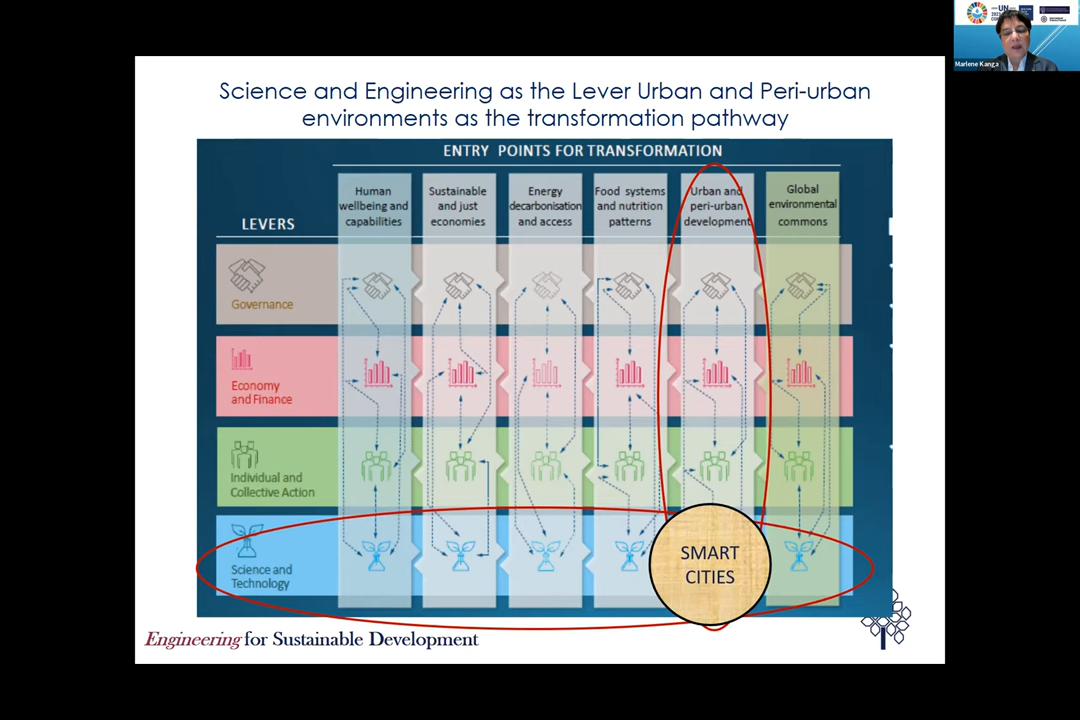 UN
Marlene Kanga
Science and Engineering as the Lever Urban and Peri-urban
environments as the transformation pathway
ENTRY POINTS FOR TRANSFORMATION
LEVERS
Human
wellbeing and
capabilities
Sustainable
and just
economies
Energy
decarbonisation
and access
Food systems
and nutrition
patterns
Urban and
peri-urban
development
Global
environmental
commons
Governance
Economy
and Finance
Individual and
Collective Action
Science and
Technology
SMART
CITIES
Engineering for Sustainable Development